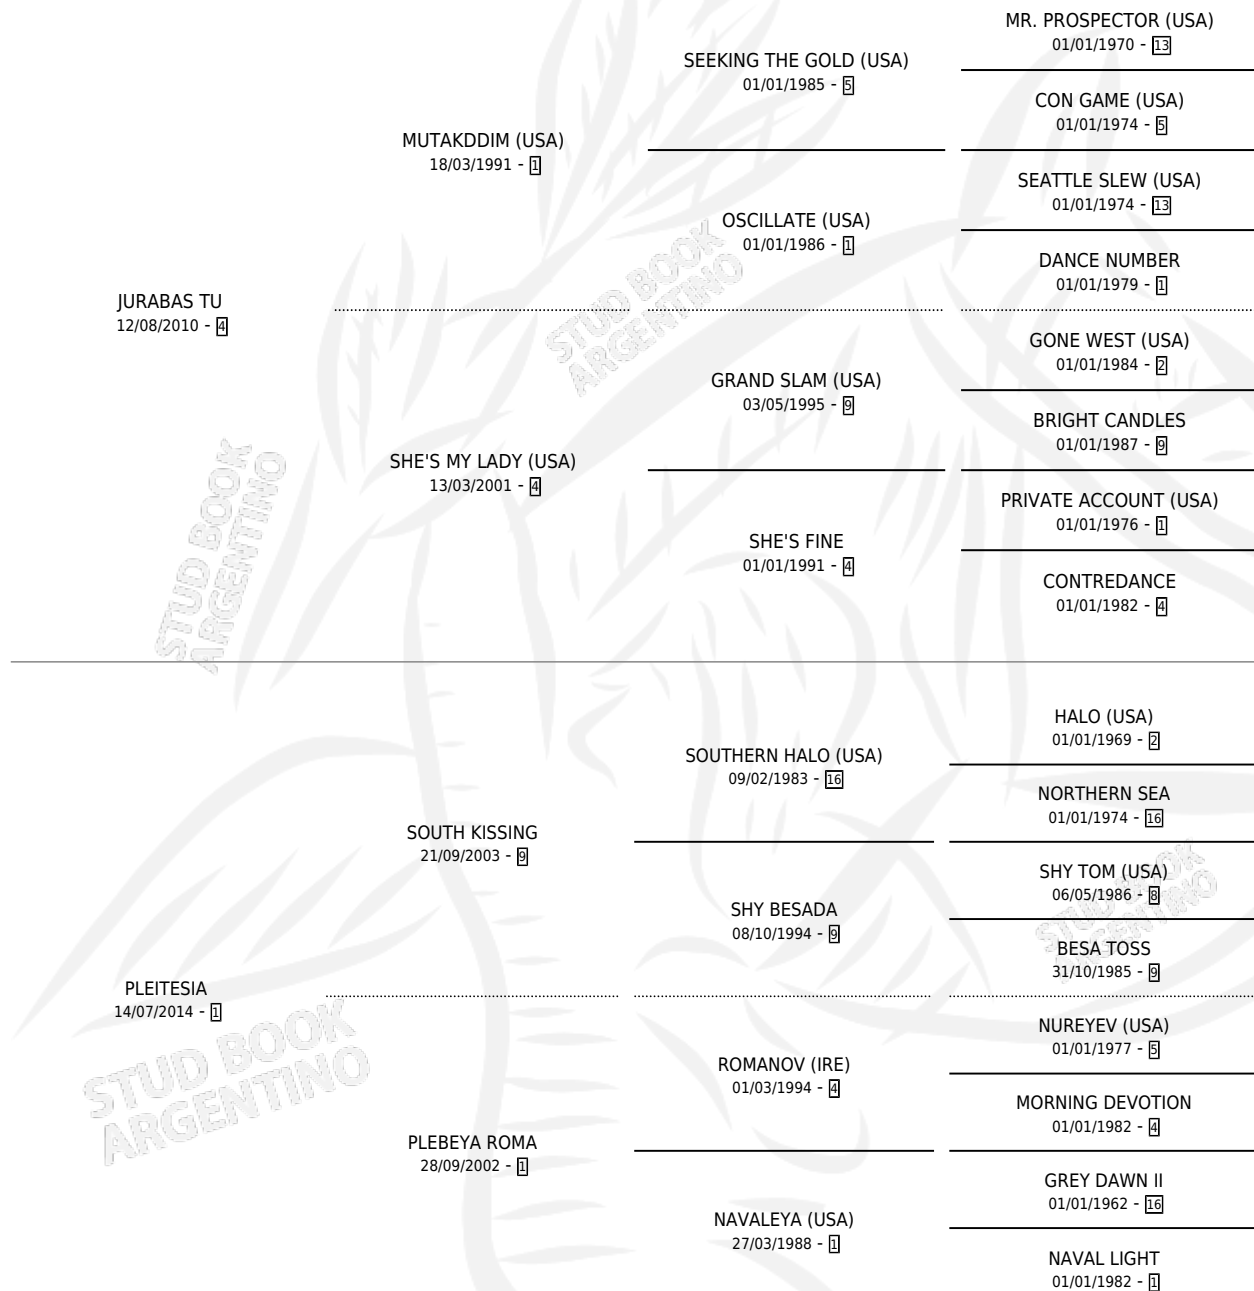 MR. PROSPECTOR (USA)
01/01/1970 - 13
SEEKING THE GOLD (USA)
01/01/1985 - 5
CON GAME (USA)
01/01/1974 - 5
MUTAKDDIM (USA)
18/03/1991 - 1
SEATTLE SLEW (USA)
01/01/1974 - 13
OSCILLATE (USA)
01/01/1986 - 1
DANCE NUMBER
01/01/1979 - 1
JURABAS TU
12/08/2010 - 4
GONE WEST (USA)
01/01/1984 - 2
GRAND SLAM (USA)
03/05/1995 - 9
BRIGHT CANDLES
01/01/1987 - 9
SHE'S MY LADY (USA)
13/03/2001 - 4
PRIVATE ACCOUNT (USA)
01/01/1976 - 1
SHE'S FINE
01/01/1991 - 4
CONTREDANCE
01/01/1982 - 4
HALO (USA)
01/01/1969 - 2
SOUTHERN HALO (USA)
09/02/1983 - 16
NORTHERN SEA
01/01/1974 - 16
SOUTH KISSING
21/09/2003 - 9
SHY TOM (USA)
06/05/1986 - 8
SHY BESADA
08/10/1994 - 9
BESA TOSS
31/10/1985 - 9
PLEITESIA
14/07/2014 - 1
NUREYEV (USA)
01/01/1977 - 5
ROMANOV (IRE)
01/03/1994 - 4
MORNING DEVOTION
01/01/1982 - 4
PLEBEYA ROMA
28/09/2002 - 1
GREY DAWN II
01/01/1962 - 16
NAVALEYA (USA)
27/03/1988 - 1
NAVAL LIGHT
01/01/1982 - 1
STUD BOOK
ARGENTINO
STUD BOOK
ARGENTINO
STUD BOOK
ARGENTINO
STUD BOOK
ARGENTINO